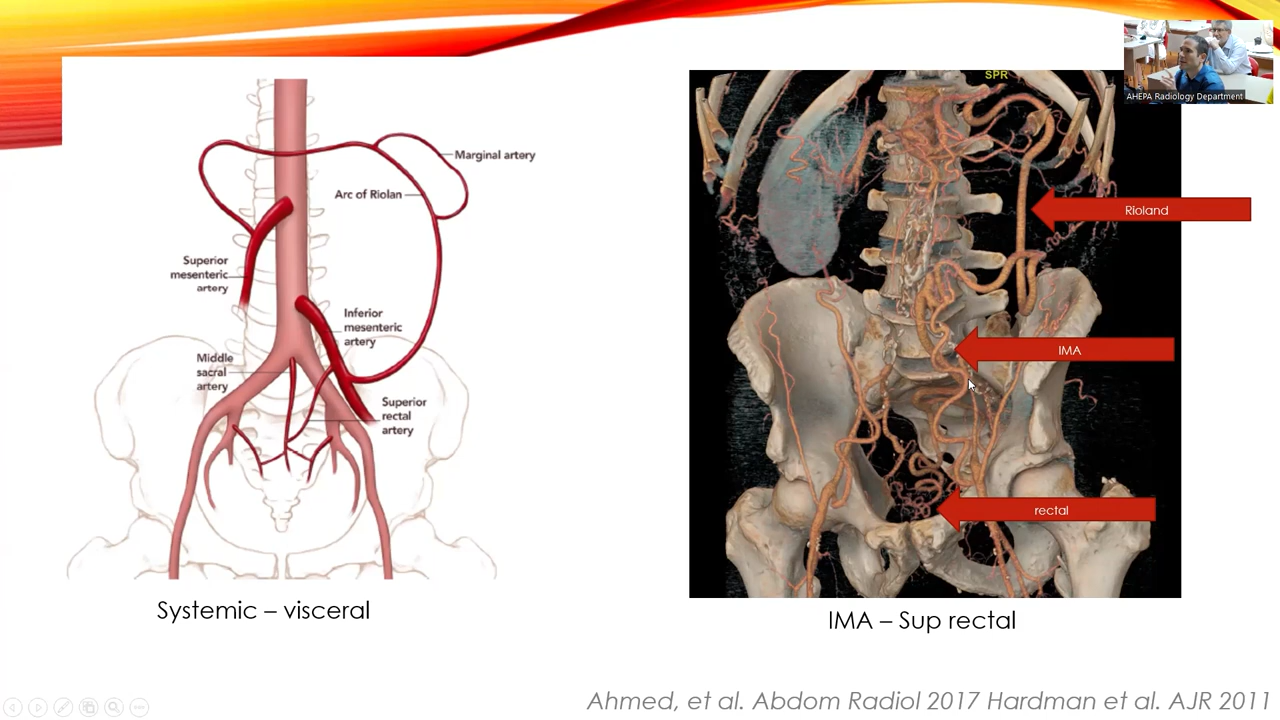 SPR
AHEPA Radiology Department
Marginal artery
Arc of Riolan
Superior
mesenteric
artery
Inferior
mesenteric
artery
Middle
sacral
artery
Superior
rectal
artery
Rioland
IMA
rectal
Systemic – visceral
IMA – Sup rectal
Ahmed, et al. Abdom Radiol 2017 Hardman et al. AJR 2011